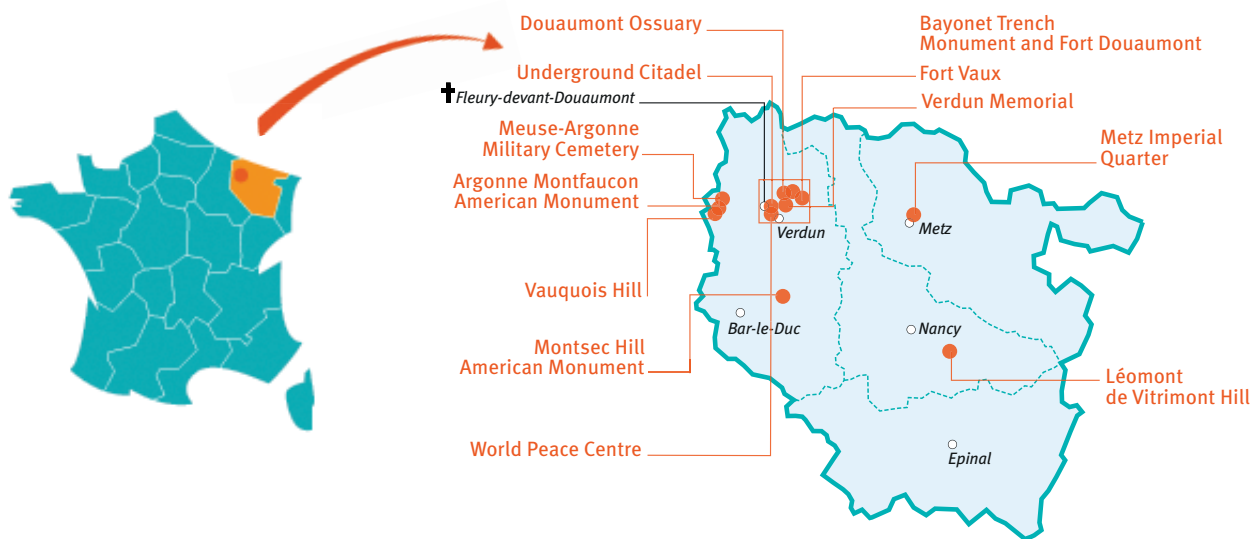 Douaumont Ossuary
Bayonet Trench
Monument and Fort Douaumont
Underground Citadel
Fort Vaux
Fleury-devant-Douaumont
Verdun Memorial
Meuse-Argonne
Military Cemetery
Metz Imperial
Quarter
Argonne Montfaucon
American Monument
Verdun
Metz
Vauquois Hill
Bar-le-Duc
Nancy
Montsec Hill
American Monument
Léomont
de Vitrimont Hill
World Peace Centre
Epinal